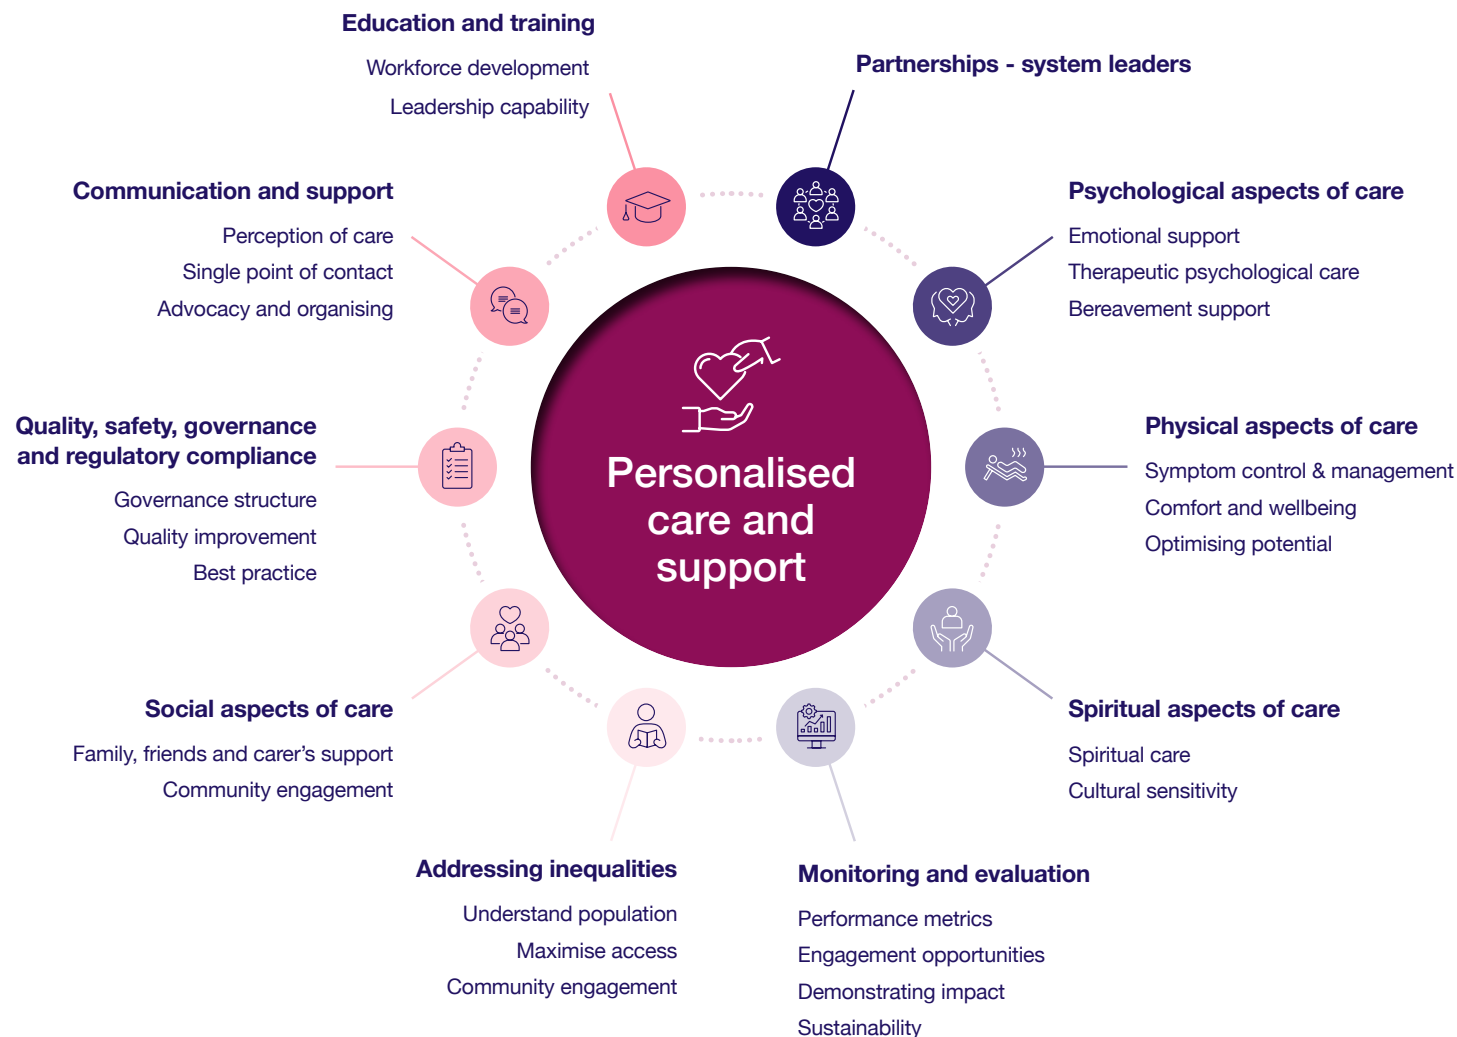 Education and training
Workforce development
Leadership capability
Partnerships - system leaders
Psychological aspects of care
Emotional support
Therapeutic psychological care
Bereavement support
Physical aspects of care
Symptom control & management
Comfort and wellbeing
Optimising potential
Spiritual aspects of care
Spiritual care
Cultural sensitivity
Monitoring and evaluation
Performance metrics
Engagement opportunities
Demonstrating impact
Sustainability
Addressing inequalities
Understand population
Maximise access
Community engagement
Social aspects of care
Family, friends and carer’s support
Community engagement
Quality, safety, governance
and regulatory compliance
Governance structure
Quality improvement
Best practice
Communication and support
Perception of care
Single point of contact
Advocacy and organising
Personalised
care and
support